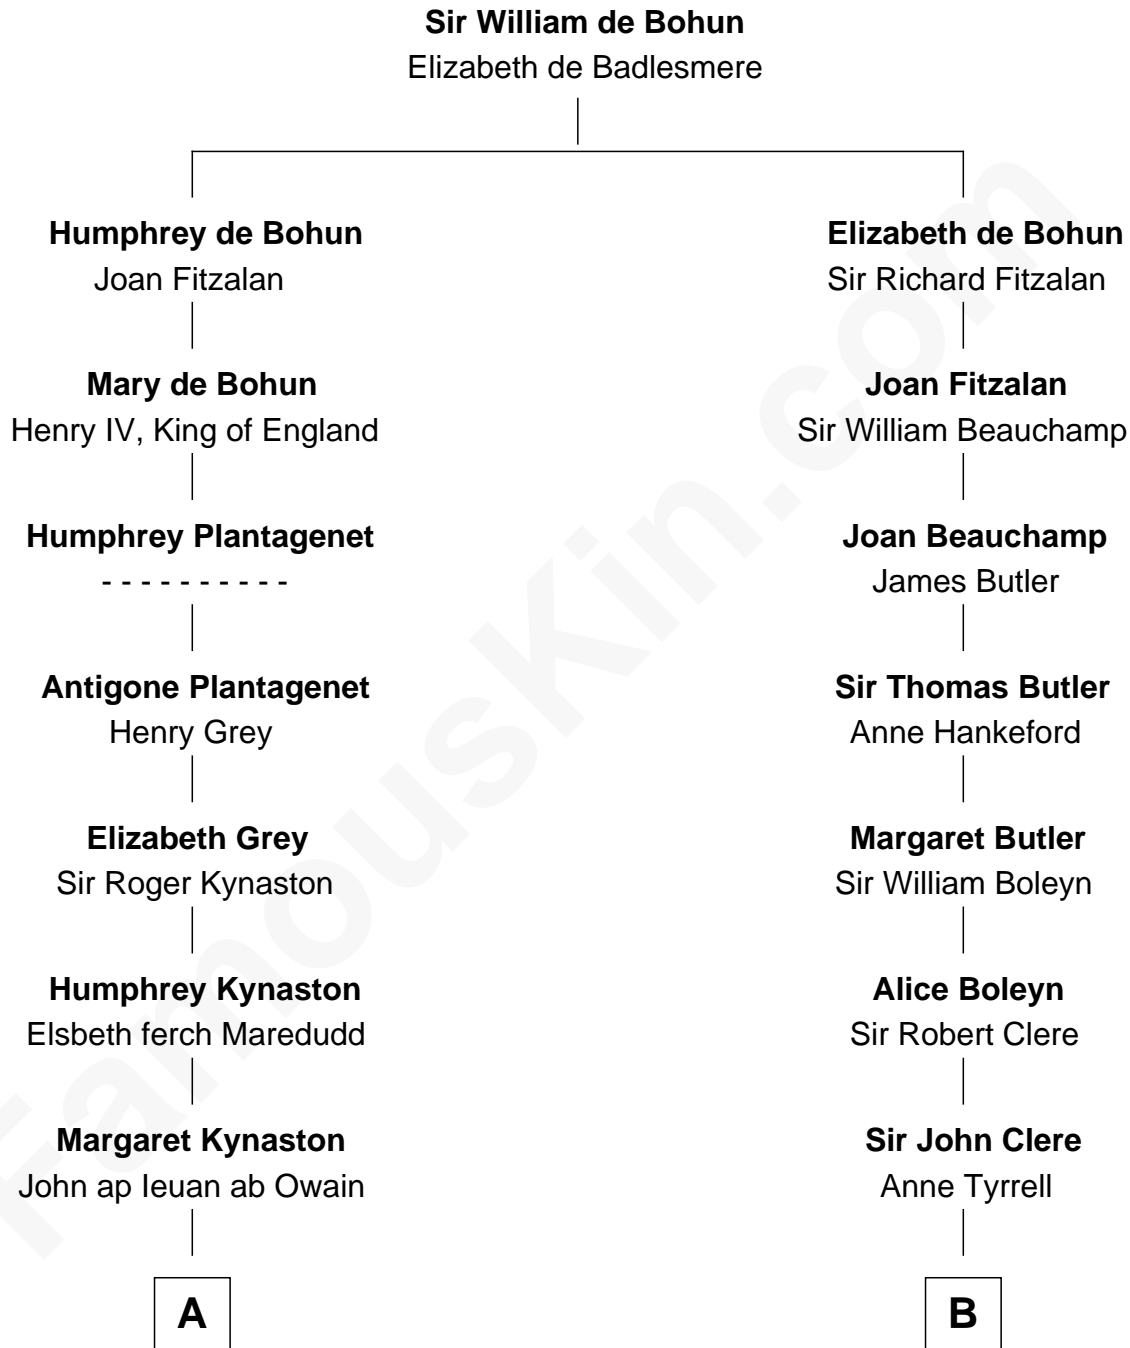 Sir William de Bohun
Elizabeth de Badlesmere
Humphrey de Bohun
Joan Fitzalan
Mary de Bohun
Henry IV, King of England
Humphrey Plantagenet
- - - - - - - - - -
Antigone Plantagenet
Henry Grey
Elizabeth Grey
Sir Roger Kynaston
Humphrey Kynaston
Elsbeth ferch Maredudd
Margaret Kynaston
John ap Ieuan ab Owain
A
Elizabeth de Bohun
Sir Richard Fitzalan
Joan Fitzalan
Sir William Beauchamp
Joan Beauchamp
James Butler
Sir Thomas Butler
Anne Hankeford
Margaret Butler
Sir William Boleyn
Alice Boleyn
Sir Robert Clere
Sir John Clere
Anne Tyrrell
B
FamousKin.com